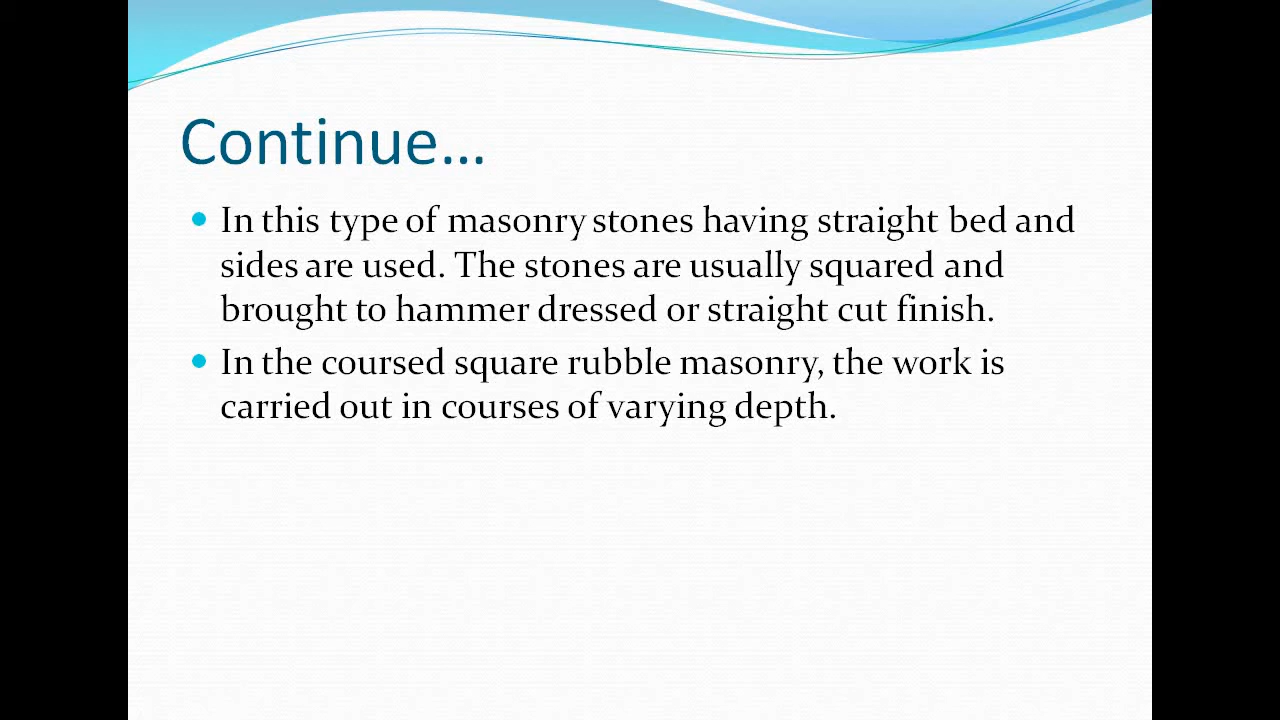 Continue…
• In this type of masonry stones having straight bed and
sides are used. The stones are usually squared and
brought to hammer dressed or straight cut finish.
• In the coursed square rubble masonry, the work is
carried out in courses of varying depth.